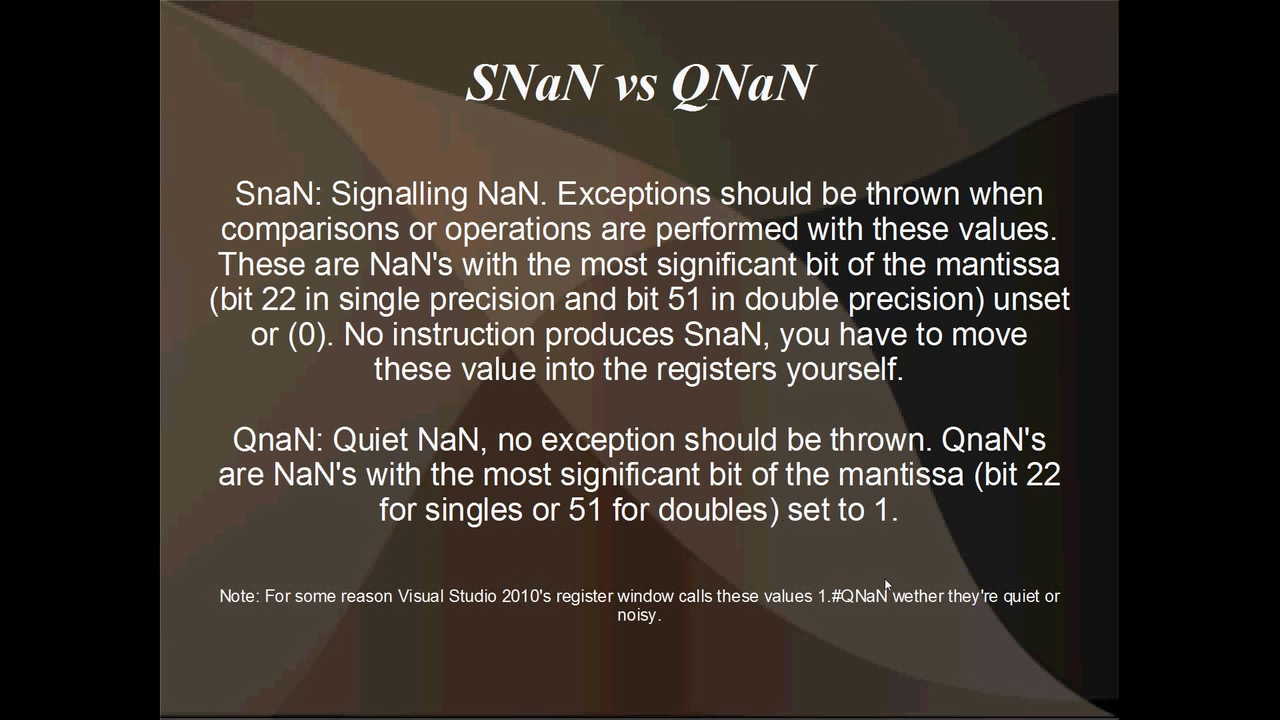 SNaN vs QNaN
SnaN: Signalling NaN. Exceptions should be thrown when
comparisons or operations are performed with these values.
These are NaN's with the most significant bit of the mantissa
(bit 22 in single precision and bit 51 in double precision) unset
or (0). No instruction produces SnaN, you have to move
these value into the registers yourself.
QnaN: Quiet NaN, no exception should be thrown. QnaN's
are NaN's with the most significant bit of the mantissa (bit 22
for singles or 51 for doubles) set to 1.
Note: For some reason Visual Studio 2010's register window calls these values 1.#QNaN wether they're quiet or
noisy.